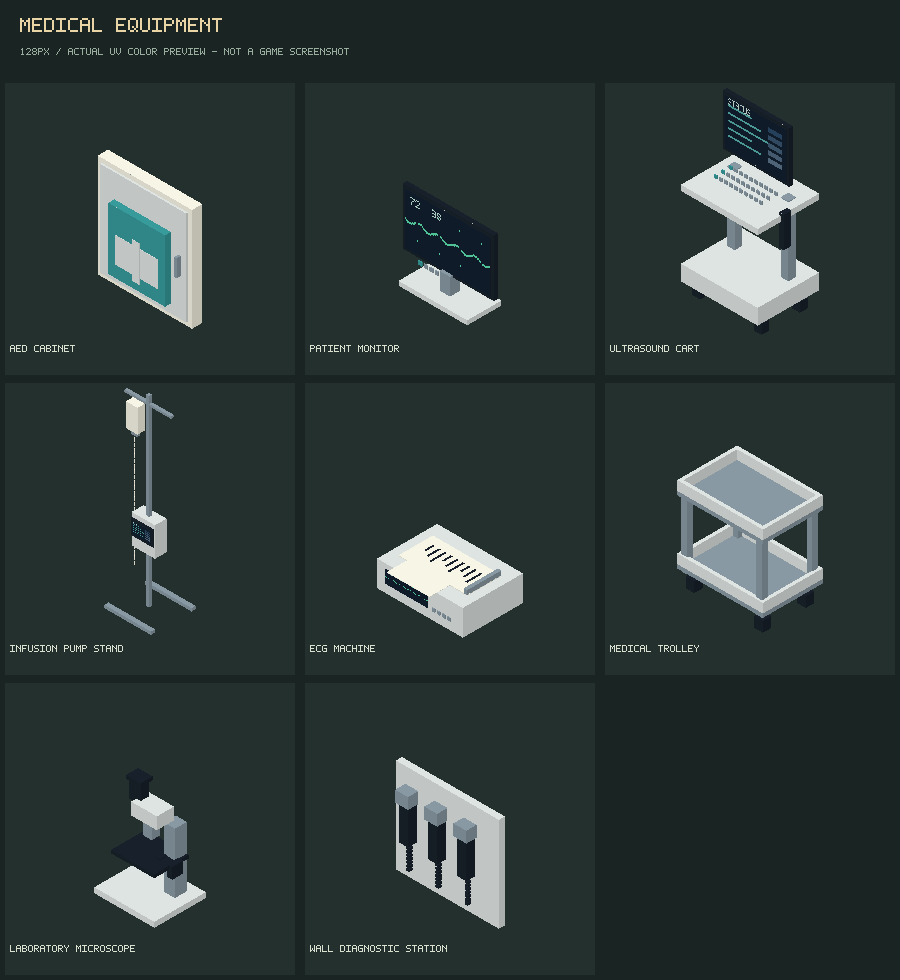 MEDICAL EQUIPMENT
128PX / ACTUAL UV COLOR PREVIEW — NOT A GAME SCREENSHOT
STATUS
72 98
AED CABINET
PATIENT MONITOR
ULTRASOUND CART
INFUSION PUMP STAND
ECG MACHINE
MEDICAL TROLLEY
LABORATORY MICROSCOPE
WALL DIAGNOSTIC STATION